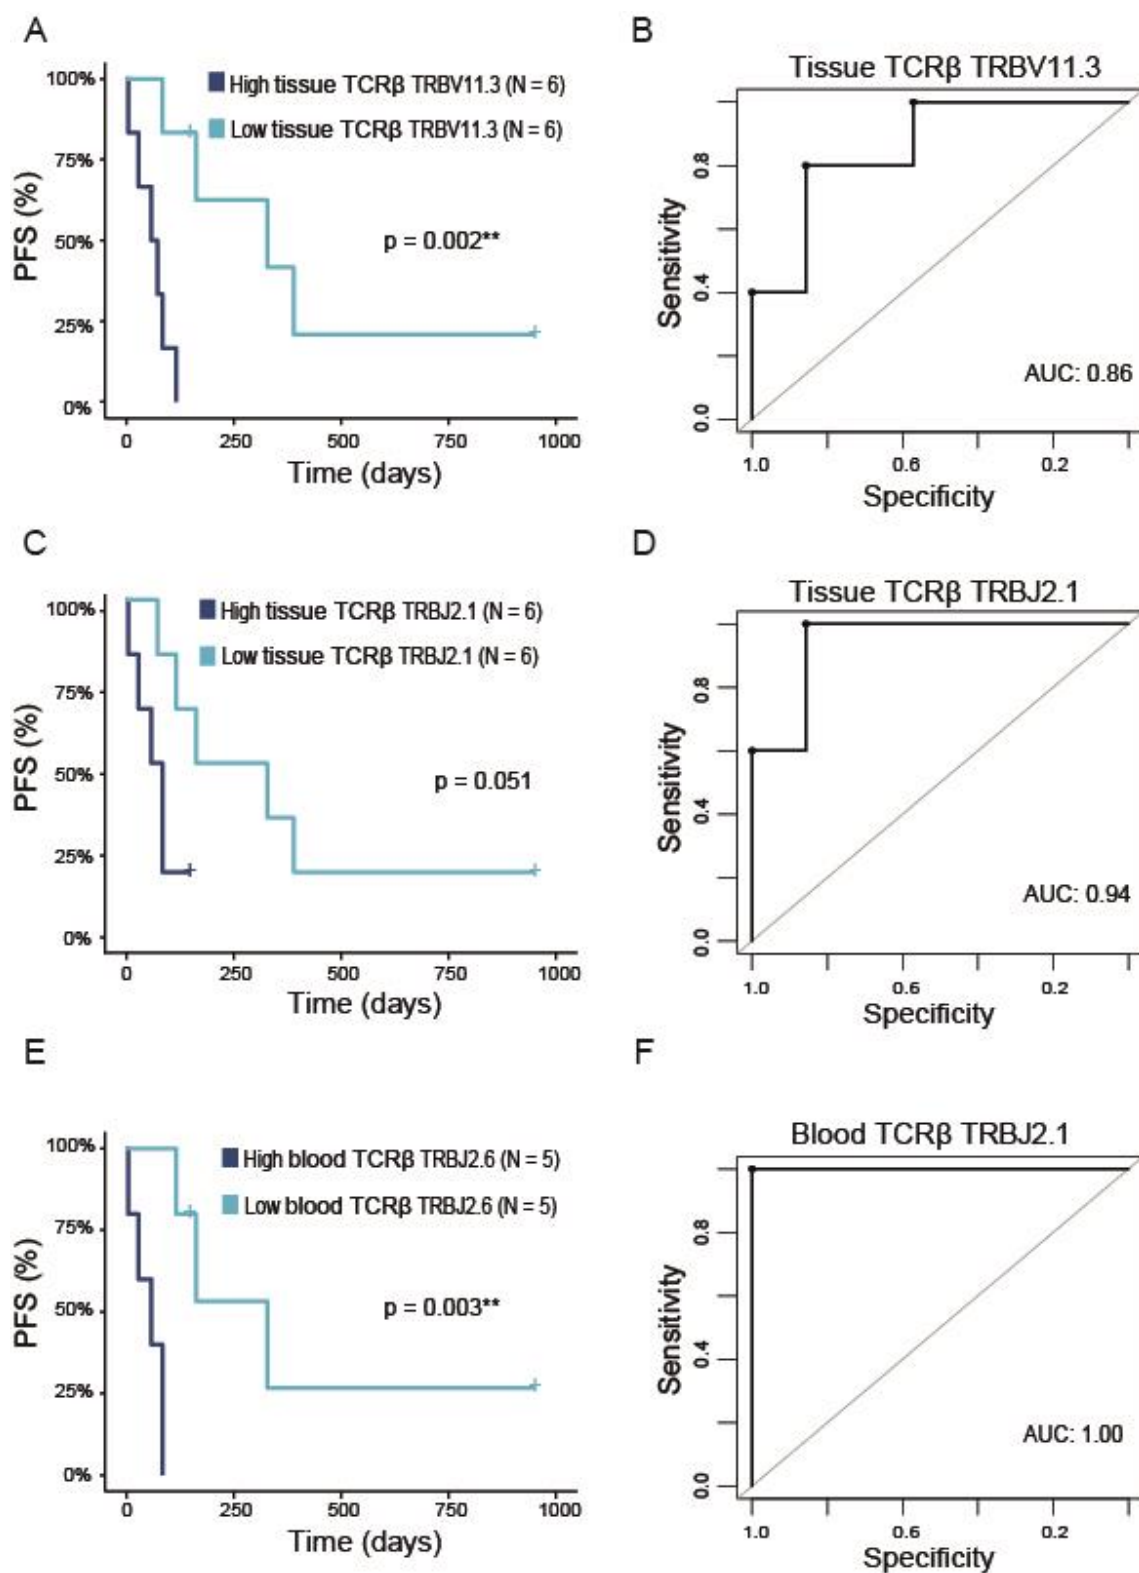 A
100%
75%
50%
25%
0%
PFS (%)
High tissue TCRβ TRBV11.3 (N = 6)
Low tissue TCRβ TRBV11.3 (N = 6)
p = 0.002**
0 250 500 750 1000
Time (days)
B
Tissue TCRβ TRBV11.3
Sensitivity
0.8
0.4
0.0
AUC: 0.86
1.0 0.6 0.2
Specificity
C
100%
75%
50%
25%
0%
PFS (%)
High tissue TCRβ TRBJ2.1 (N = 6)
Low tissue TCRβ TRBJ2.1 (N = 6)
p = 0.051
0 250 500 750 1000
Time (days)
D
Tissue TCRβ TRBJ2.1
Sensitivity
0.8
0.4
0.0
AUC: 0.94
1.0 0.6 0.2
Specificity
E
100%
75%
50%
25%
0%
PFS (%)
High blood TCRβ TRBJ2.6 (N = 5)
Low blood TCRβ TRBJ2.6 (N = 5)
p = 0.003**
0 250 500 750 1000
Time (days)
F
Blood TCRβ TRBJ2.1
Sensitivity
0.8
0.4
0.0
AUC: 1.00
1.0 0.6 0.2
Specificity